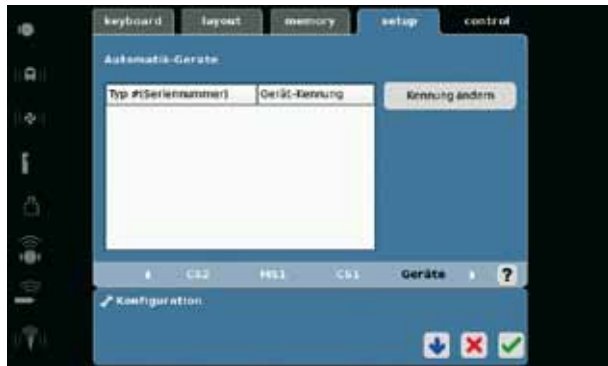 keyboard layout memory setup control
Automatik-Geräte
Typ #(Seriennummer) Gerät-Kennung
Kennung ändern
CS2 MS1 CS1 Geräte ?
Konfiguration